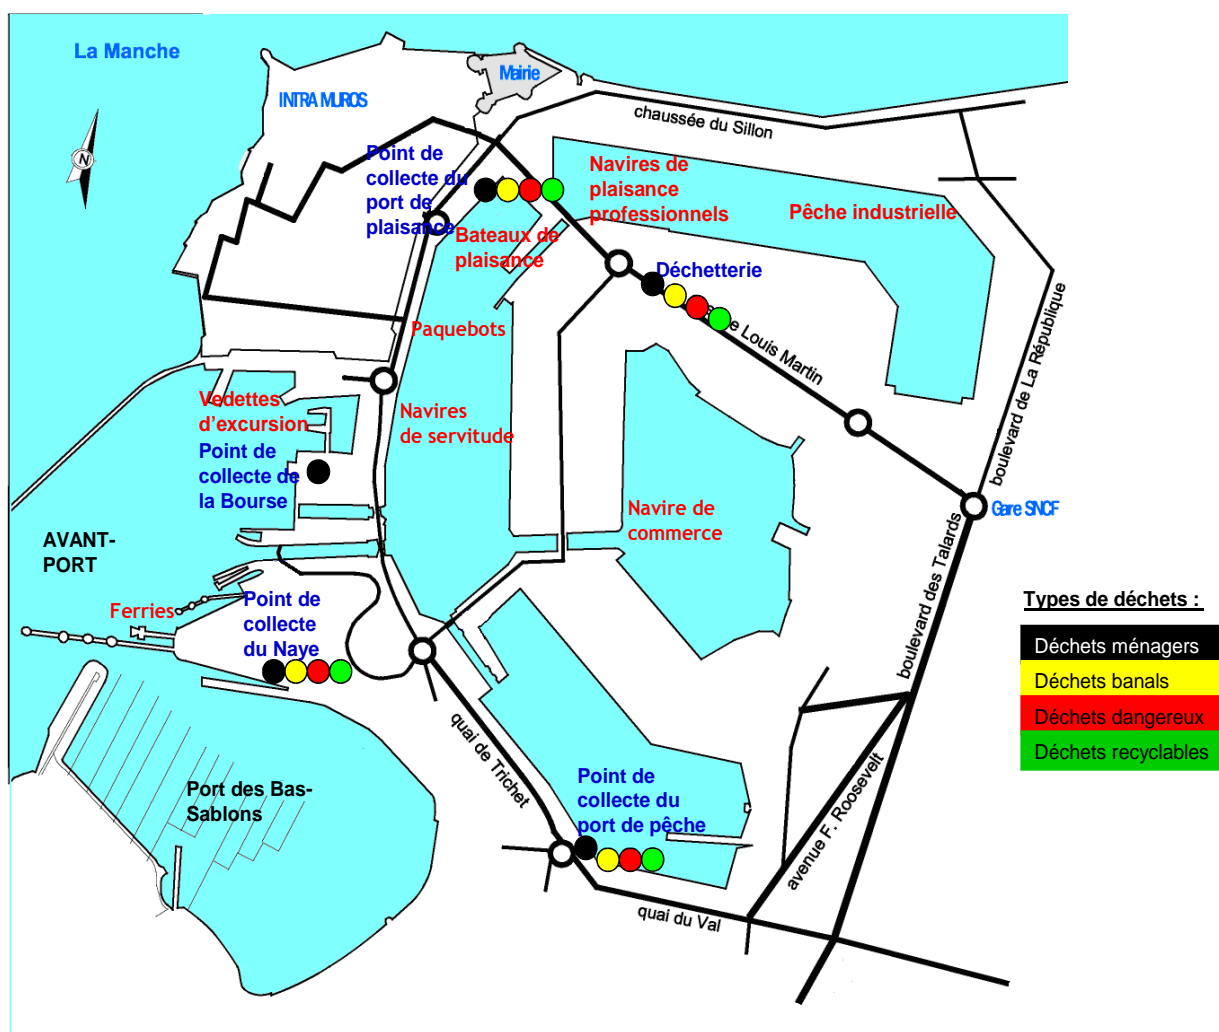 La Manche
Mairie
INTRA MUROS
chaussée du Sillon
N
Point de
collecte du
port de
plaisance
Navires de
plaisance
professionnels
Pêche industrielle
Bateaux de
plaisance
Déchetterie
Louis Martin
boulevard de La République
Paquebots
Vedettes
d'excursion
Navires
de servitude
Point de
collecte de
la Bourse
Navire de
commerce
Gare SNCF
AVANT-
PORT
boulevard des Talards
Ferries
Point de
collecte
du Naye
Types de déchets :
Déchets ménagers
Déchets banals
Déchets dangereux
Déchets recyclables
quai de Trichet
Port des Bas-
Sablons
Point de
collecte du
port de pêche
avenue F. Roosevelt
quai du Val